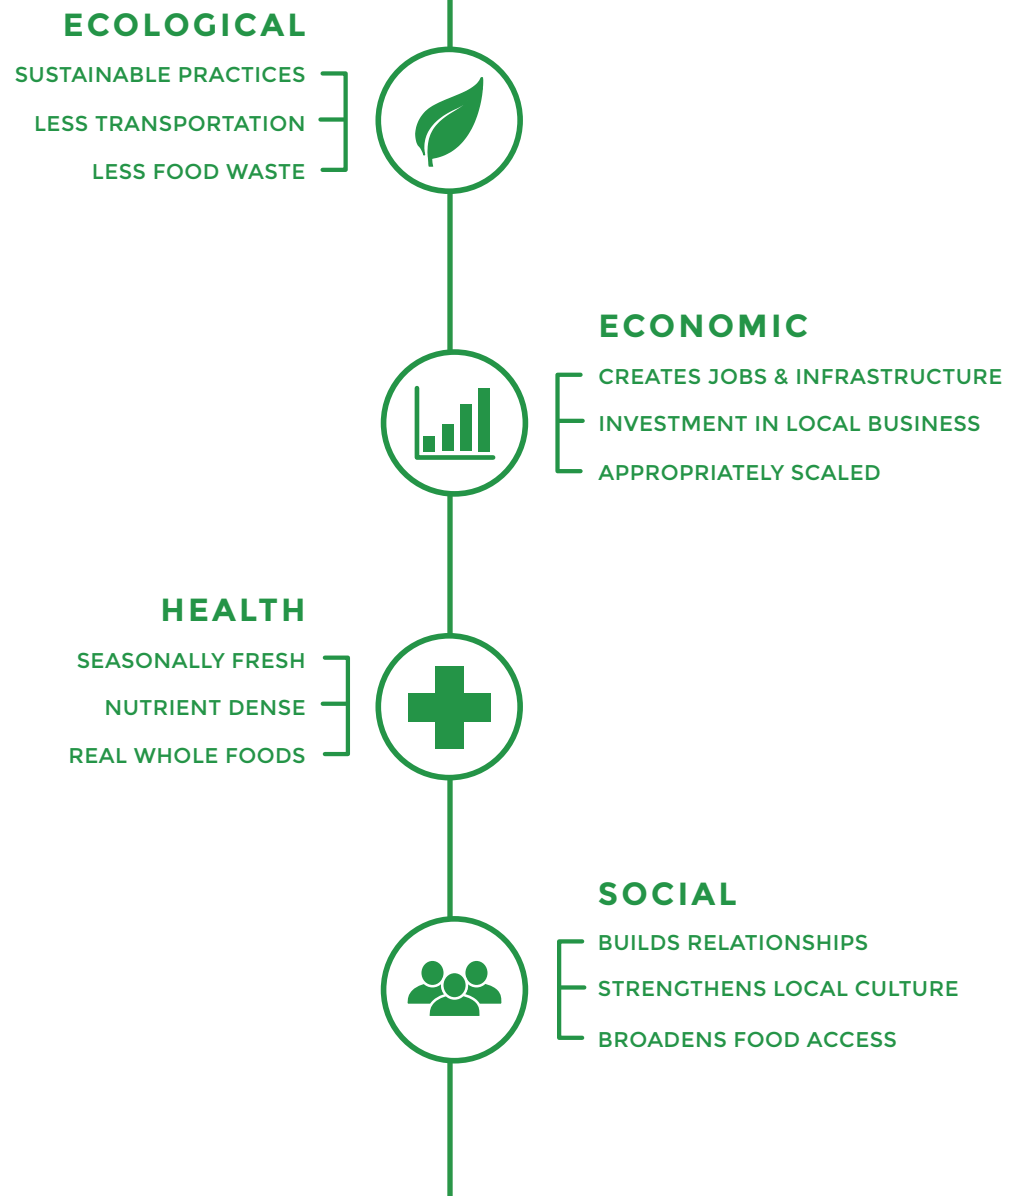 ECOLOGICAL
SUSTAINABLE PRACTICES
LESS TRANSPORTATION
LESS FOOD WASTE
ECONOMIC
CREATES JOBS & INFRASTRUCTURE
INVESTMENT IN LOCAL BUSINESS
APPROPRIATELY SCALED
HEALTH
SEASONALLY FRESH
NUTRIENT DENSE
REAL WHOLE FOODS
SOCIAL
BUILDS RELATIONSHIPS
STRENGTHENS LOCAL CULTURE
BROADENS FOOD ACCESS